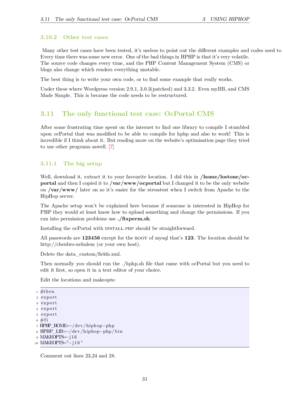 3.11 The only functional test case: OcPortal CMS 3 USING HIPHOP
3.10.2 Other test cases
Many other test cases have been tested, it's useless to point out the different examples and codes used to.
Every time there was some new error. One of the bad things in HPHP is that it's very volatile.
The source code changes every time, and the PHP Content Management System (CMS) or
blogs also change which renders everything unstable.
The best thing is to write your own code, or to find some example that really works.
Under these where Wordpress version 2.9.1, 3.0.3(patched) and 3.3.2. Even myBB, and CMS
Made Simple. This is because the code needs to be restructured.
3.11 The only functional test case: OcPortal CMS
After some frustrating time spent on the internet to find one library to compile I stumbled
upon ocPortal that was modified to be able to compile for hphp and also to work! This is
incredible if I think about it. But reading more on the website's optimization page they tried
to use other programs aswell. [7]
3.11.1 The big setup
Well, download it, extract it to your favourite location. I did this in /home/instone/oc-
portal and then I copied it to /var/www/ocportal but I changed it to be the only website
on /var/www/ later on so it's easier for the stresstest when I switch from Apache to the
HipHop server.
The Apache setup won't be explained here because if someone is interested in HipHop for
PHP they would at least know how to upload something and change the permissions. If you
can into permission problems use ./fixperm.sh
Installing the ocPortal with INSTALL.PHP should be straightforward.
All passwords are 123456 except for the ROOT of mysql that's 123. The location should be
Delete the data_custom/fields.xml.
Then normally you should run the ./hphp.sh file that came with ocPortal but you need to
edit it first, so open it in a text editor of your choice.
Edit the locations and makeopts:
1 #then
2 export
3 export
4 export
5 export
6 #fi
7 HPHP_HOME=~/dev/hiphop-php
8 HPHP_LIB=~/dev/hiphop-php/bin
9 MAKEOPTS=-j16
10 MAKEOPTS="-j16"
Comment out lines 23,24 and 28.
31